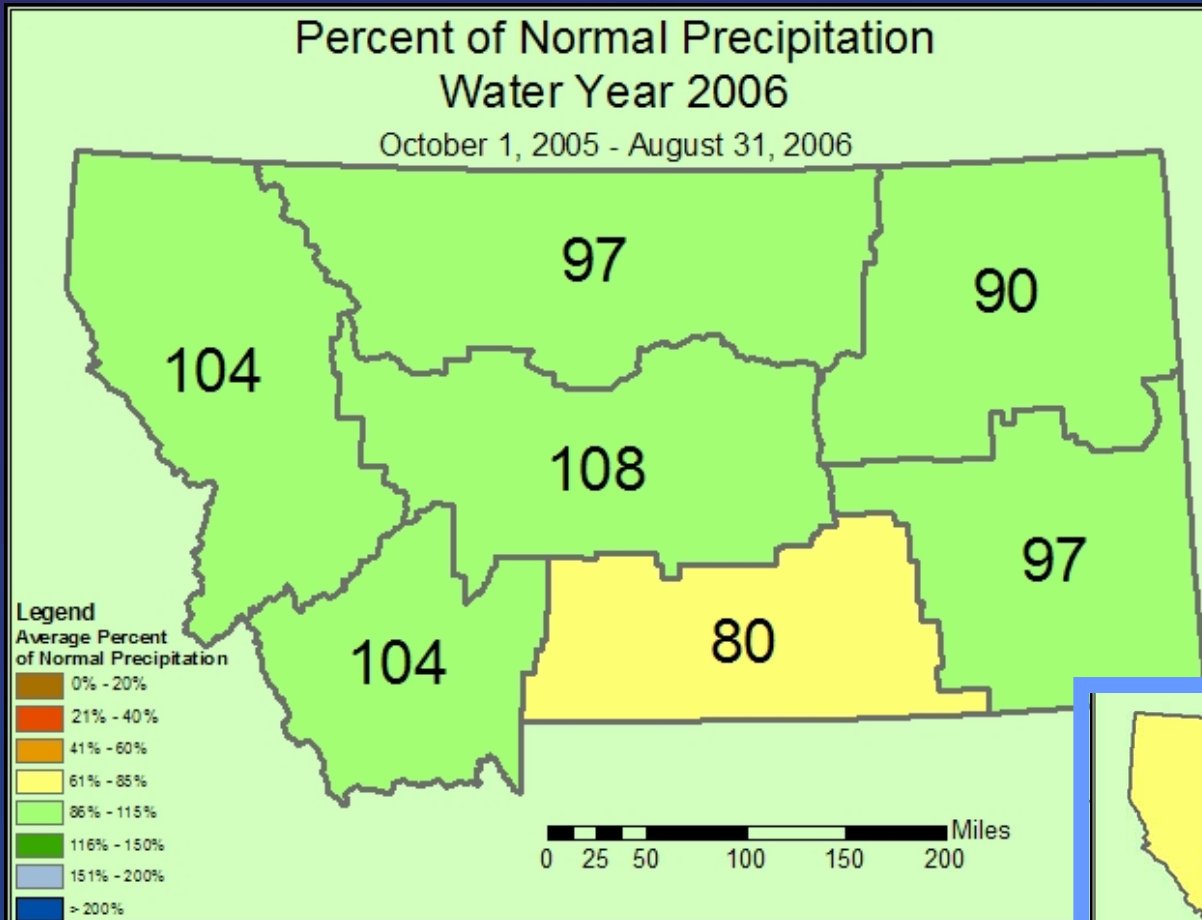 Percent of Normal Precipitation
Water Year 2006
October 1, 2005 - August 31, 2006
97
90
104
108
97
80
104
Legend
Average Percent
of Normal Precipitation
0% - 20%
21% - 40%
41% - 60%
61% - 85%
86% - 115%
116% - 150%
151% - 200%
> 200%
Miles
0 25 50 100 150 200